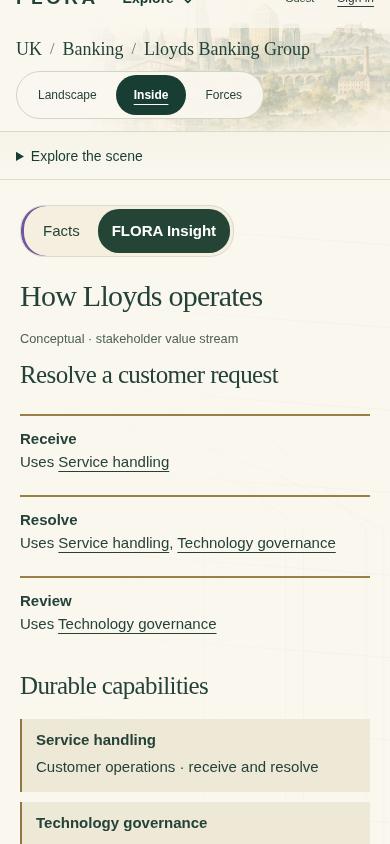 FLORA Explore Guest Sign in
UK / Banking / Lloyds Banking Group
Landscape Inside Forces
Explore the scene
Facts FLORA Insight
How Lloyds operates
Conceptual · stakeholder value stream
Resolve a customer request
Receive
Uses Service handling
Resolve
Uses Service handling, Technology governance
Review
Uses Technology governance
Durable capabilities
Service handling
Customer operations · receive and resolve
Technology governance